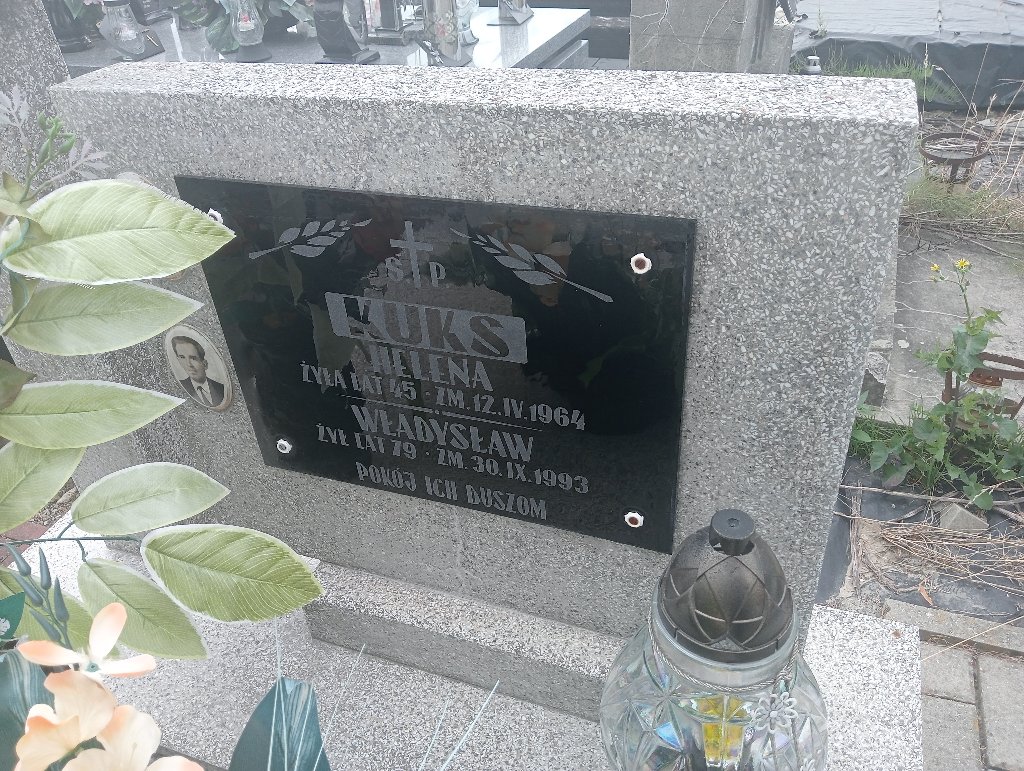 Ś P
KUKS
HELENA
ŻYŁA LAT 45 · ZM. 12.IV.1964
WŁADYSŁAW
ŻYŁ LAT 79 · ZM. 30.IX.1993
POKÓJ ICH DUSZOM